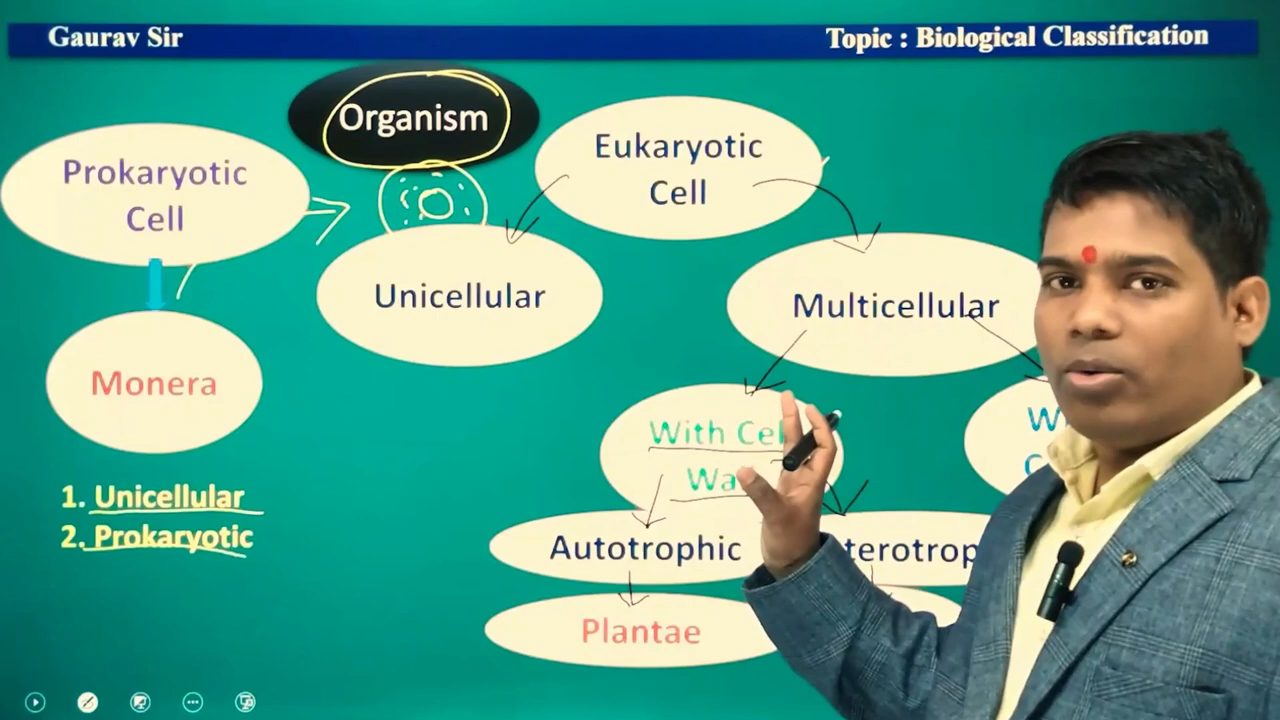 Gaurav Sir
Topic : Biological Classification
Organism
Prokaryotic
Cell
Eukaryotic
Cell
Unicellular
Multicellular
Monera
With
1. Unicellular
2. Prokaryotic
Autotrophic
Plantae